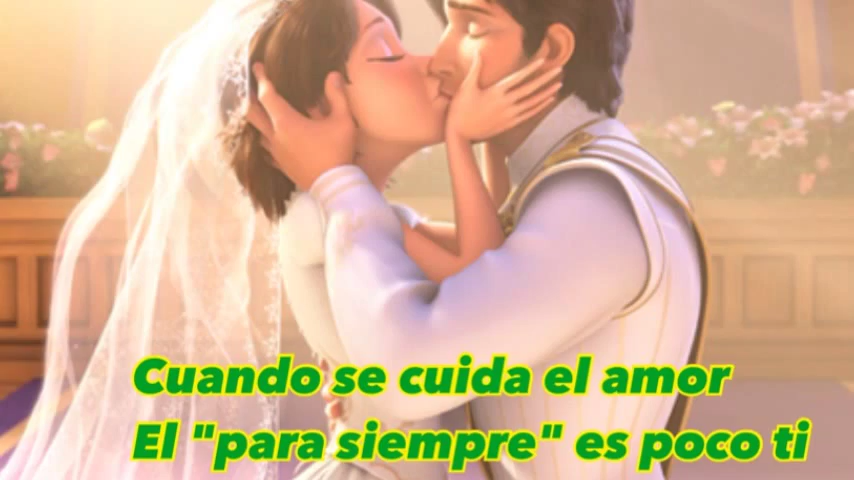 Cuando se cuida el amor
El "para siempre" es poco ti